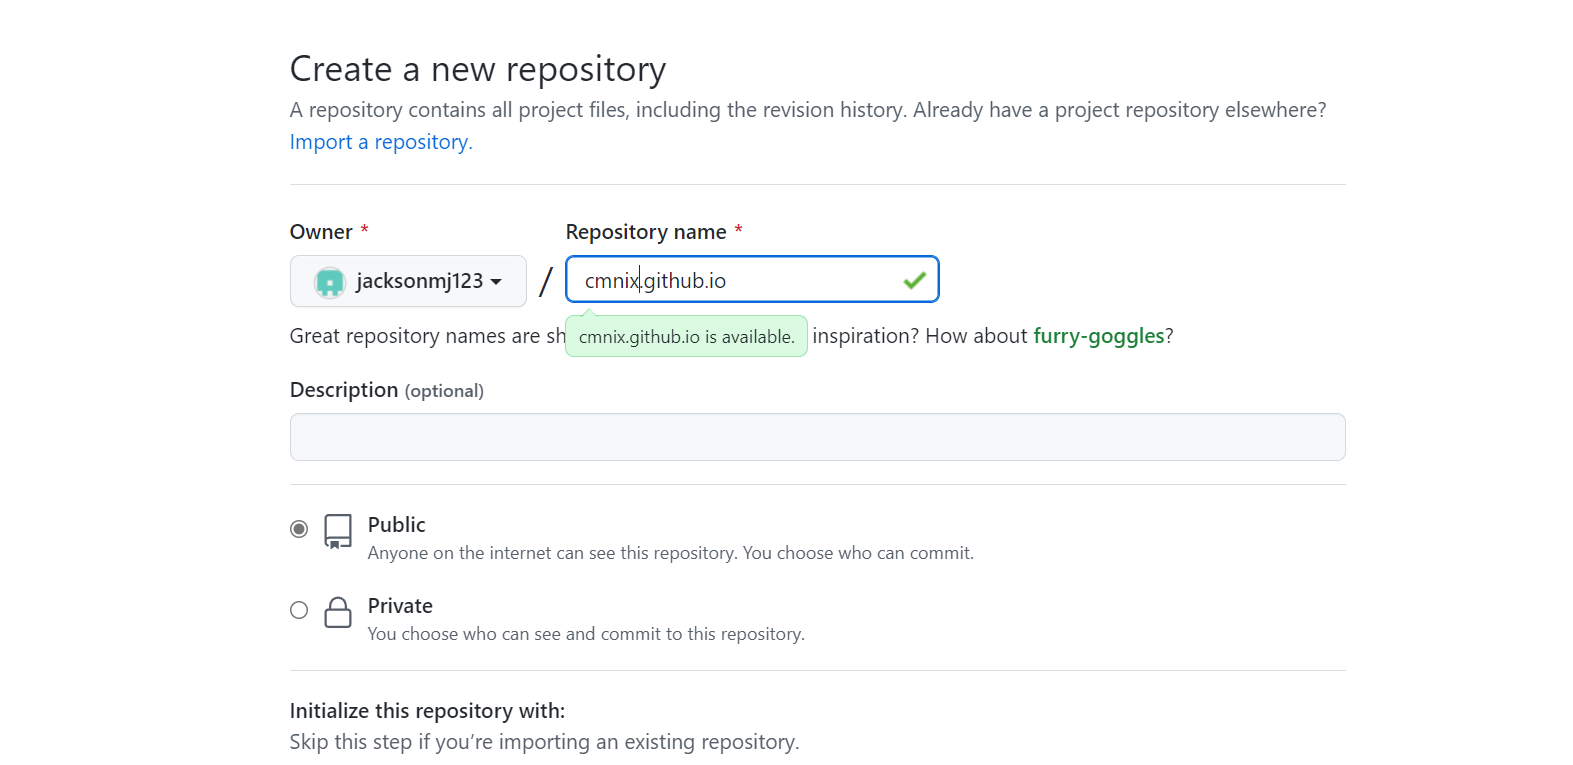 Create a new repository
A repository contains all project files, including the revision history. Already have a project repository elsewhere?
Import a repository.
Owner *
Repository name *
jacksonmj123 / cmnix.github.io
Great repository names are sh
cmnix.github.io is available.
inspiration? How about furry-goggles?
Description (optional)
Public
Anyone on the internet can see this repository. You choose who can commit.
Private
You choose who can see and commit to this repository.
Initialize this repository with:
Skip this step if you’re importing an existing repository.